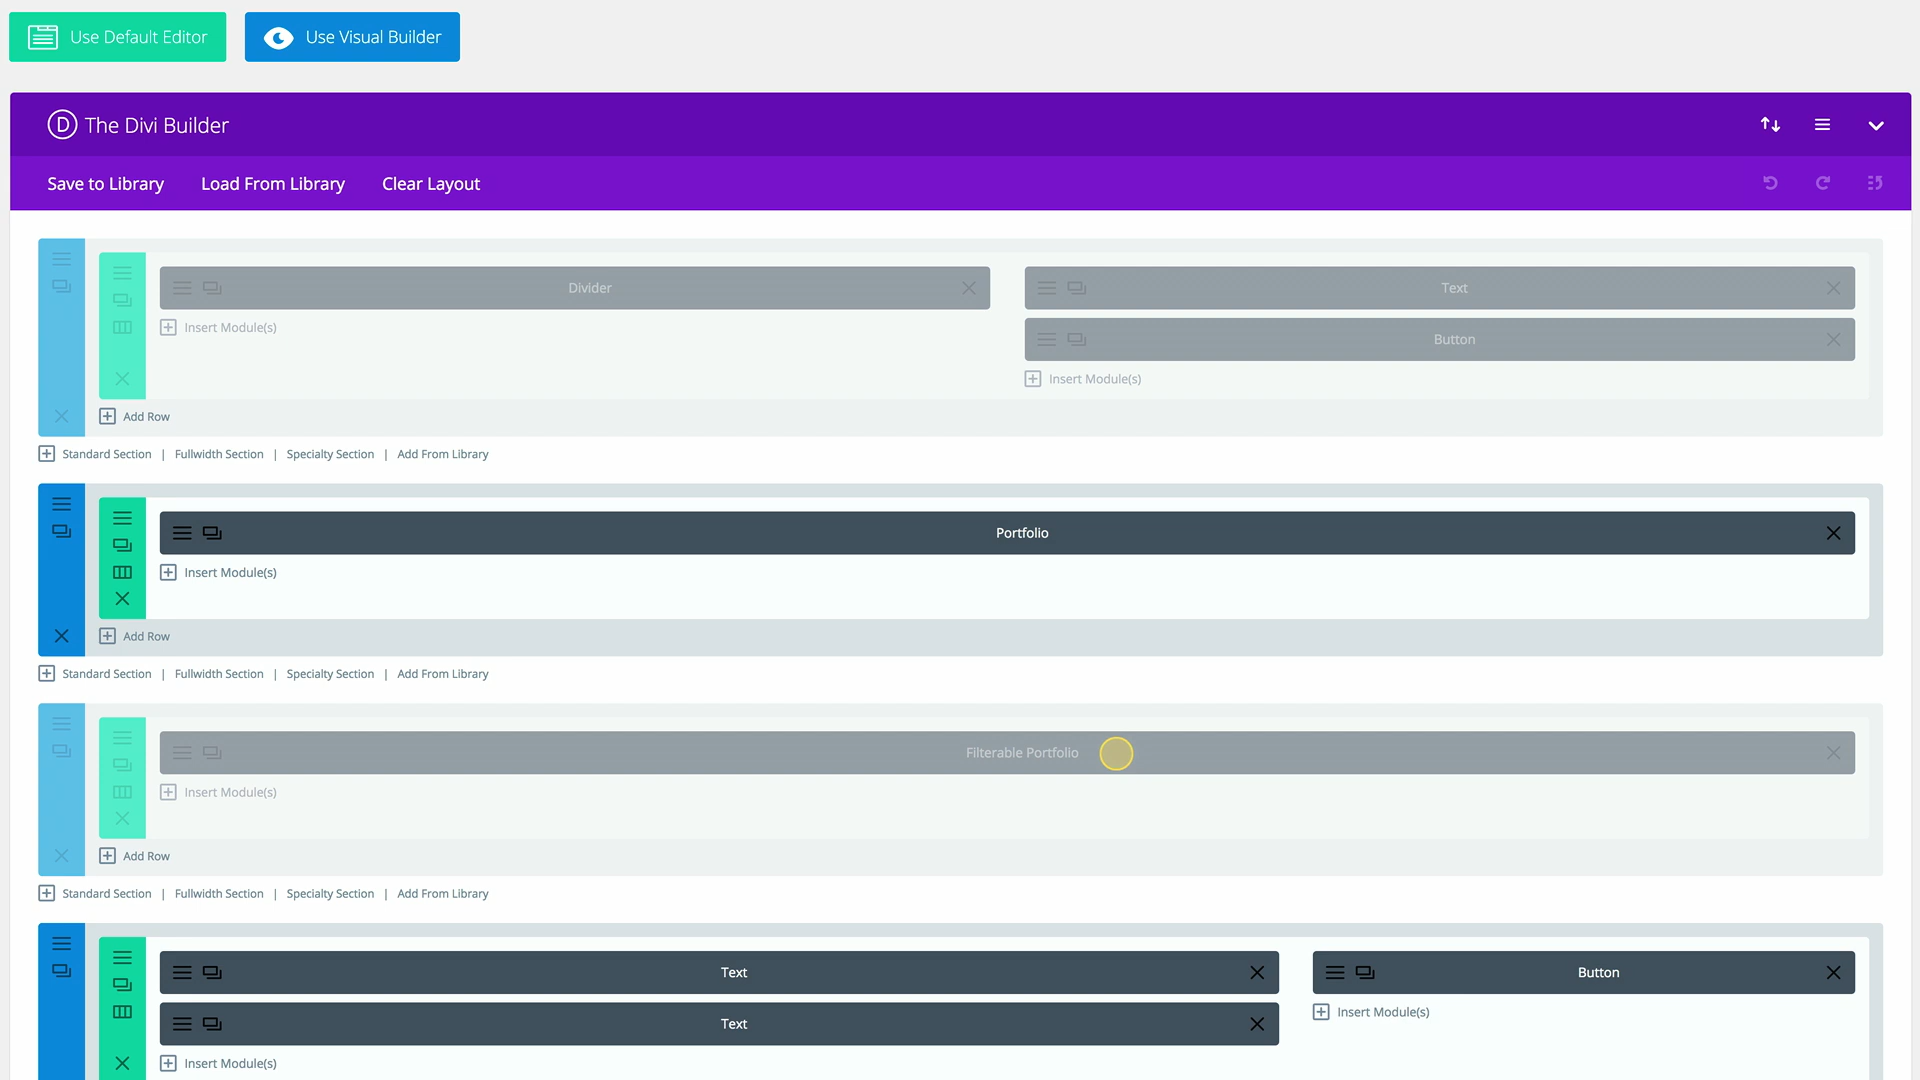 Use Default Editor Use Visual Builder
D The Divi Builder
Save to Library Load From Library Clear Layout
Divider Text
Insert Module(s) Button
Insert Module(s)
Add Row
Standard Section | Fullwidth Section | Specialty Section | Add From Library
Portfolio
Insert Module(s)
Add Row
Standard Section | Fullwidth Section | Specialty Section | Add From Library
Filterable Portfolio
Insert Module(s)
Add Row
Standard Section | Fullwidth Section | Specialty Section | Add From Library
Text Button
Text Insert Module(s)
Insert Module(s)